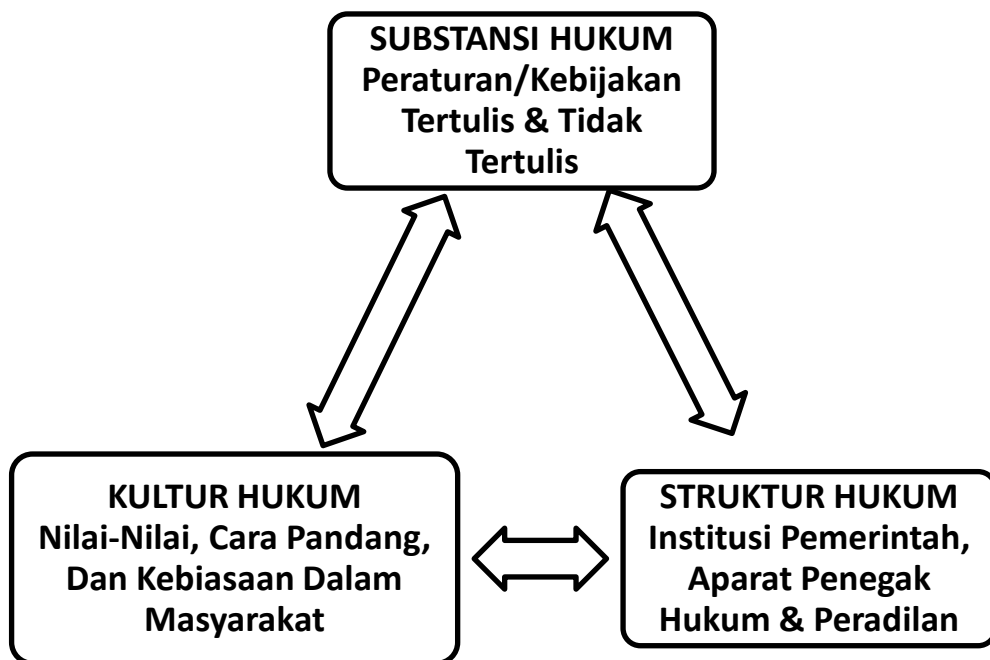 SUBSTANSI HUKUM
Peraturan/Kebijakan
Tertulis & Tidak
Tertulis
KULTUR HUKUM
Nilai-Nilai, Cara Pandang,
Dan Kebiasaan Dalam
Masyarakat
STRUKTUR HUKUM
Institusi Pemerintah,
Aparat Penegak
Hukum & Peradilan